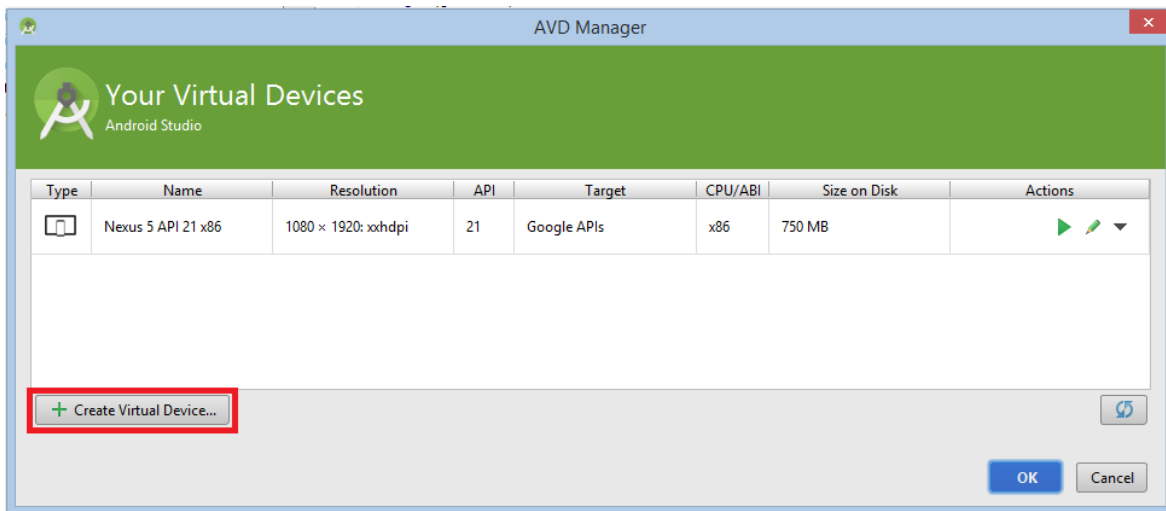 AVD Manager
Your Virtual Devices
Android Studio
Type Name Resolution API Target CPU/ABI Size on Disk Actions
Nexus 5 API 21 x86 1080 × 1920: xxhdpi 21 Google APIs x86 750 MB
Create Virtual Device...
OK Cancel